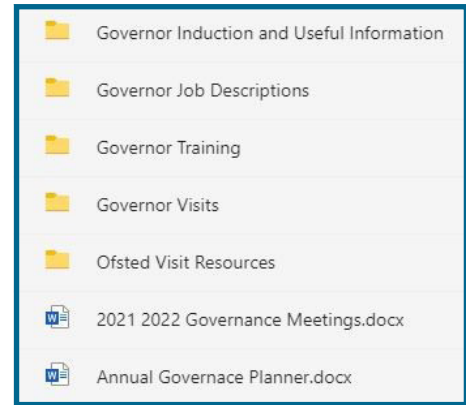 Governor Induction and Useful Information
Governor Job Descriptions
Governor Training
Governor Visits
Ofsted Visit Resources
2021 2022 Governance Meetings.docx
Annual Governace Planner.docx